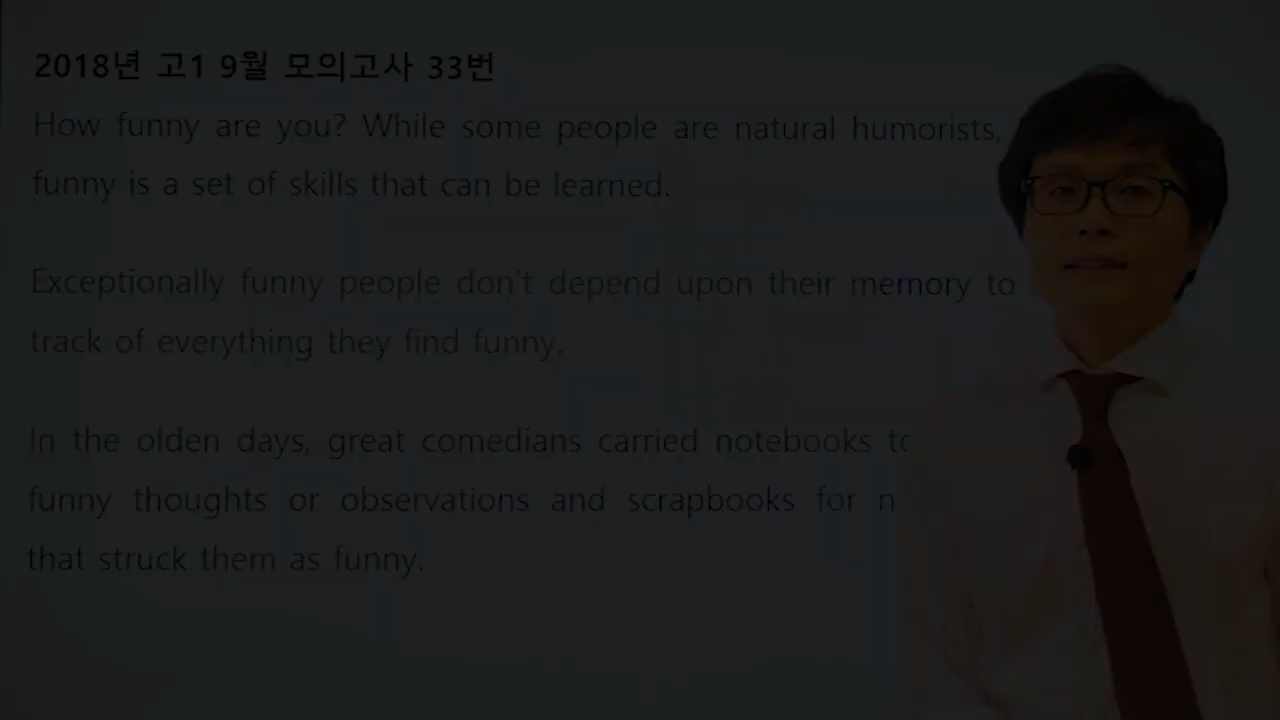 2018년 고1 9월 모의고사 33번
How funny are you? While some people are natural humorists,
funny is a set of skills that can be learned.
Exceptionally funny people don't depend upon their memory to
track of everything they find funny.
In the olden days, great comedians carried notebooks
funny thoughts or observations and scrapbooks for
that struck them as funny.